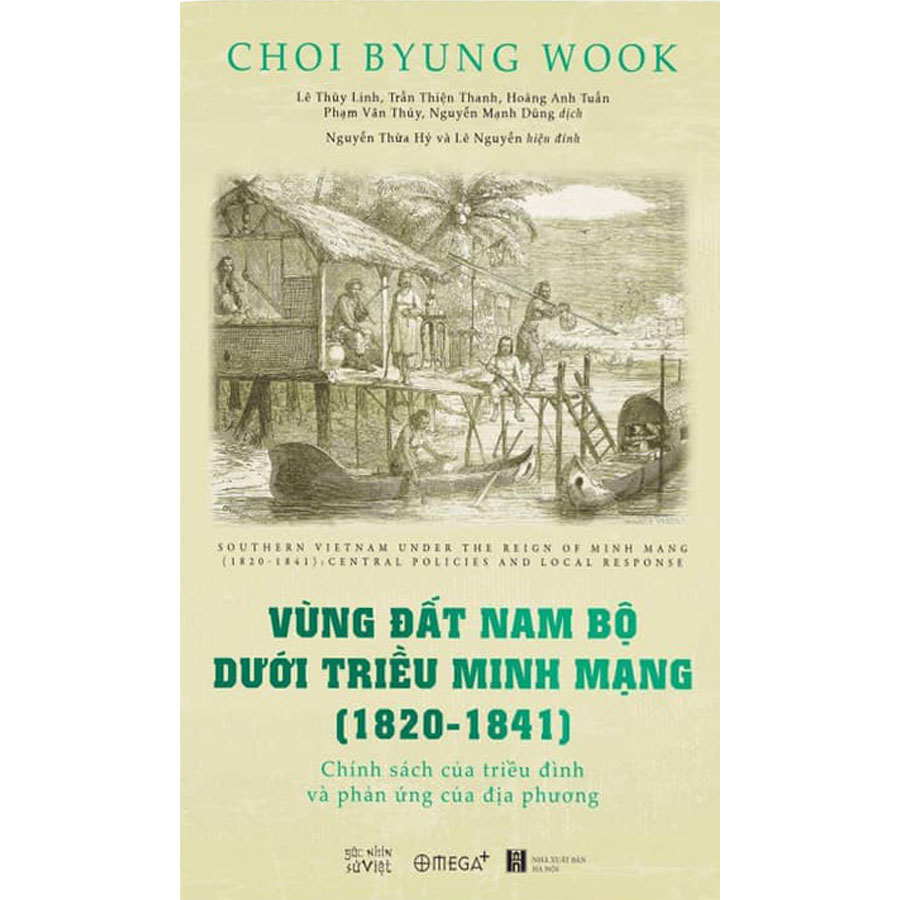 CHOI BYUNG WOOK
Lê Thùy Linh, Trần Thiện Thanh, Hoàng Anh Tuấn
Phạm Văn Thủy, Nguyễn Mạnh Dũng dịch
Nguyễn Thừa Hỷ và Lê Nguyễn hiệu đính
SOUTHERN VIETNAM UNDER THE REIGN OF MINH MANG
(1820-1841):CENTRAL POLICIES AND LOCAL RESPONSE
VÙNG ĐẤT NAM BỘ
DƯỚI TRIỀU MINH MẠNG
(1820-1841)
Chính sách của triều đình
và phản ứng của địa phương
GÓC NHÌN
SỬ VIỆT
OMEGA+
NHÀ XUẤT BẢN
HÀ NỘI